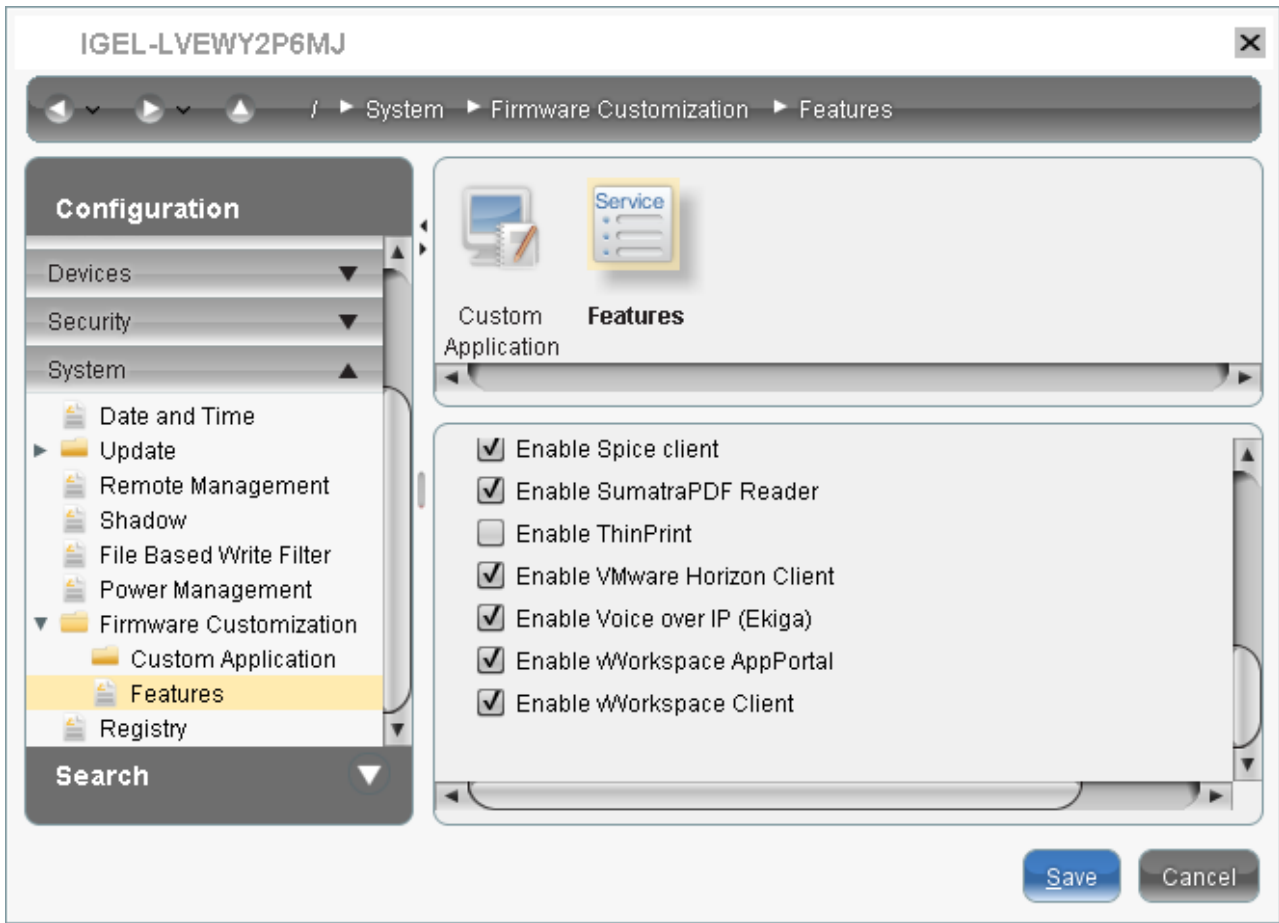 IGEL-LVEWY2P6MJ
/ System Firmware Customization Features
Configuration
Devices
Security
System
Date and Time
Update
Remote Management
Shadow
File Based Write Filter
Power Management
Firmware Customization
Custom Application
Features
Registry
Search
Service
Custom
Application
Features
Enable Spice client
Enable SumatraPDF Reader
Enable ThinPrint
Enable VMware Horizon Client
Enable Voice over IP (Ekiga)
Enable vWorkspace AppPortal
Enable vWorkspace Client
Save
Cancel